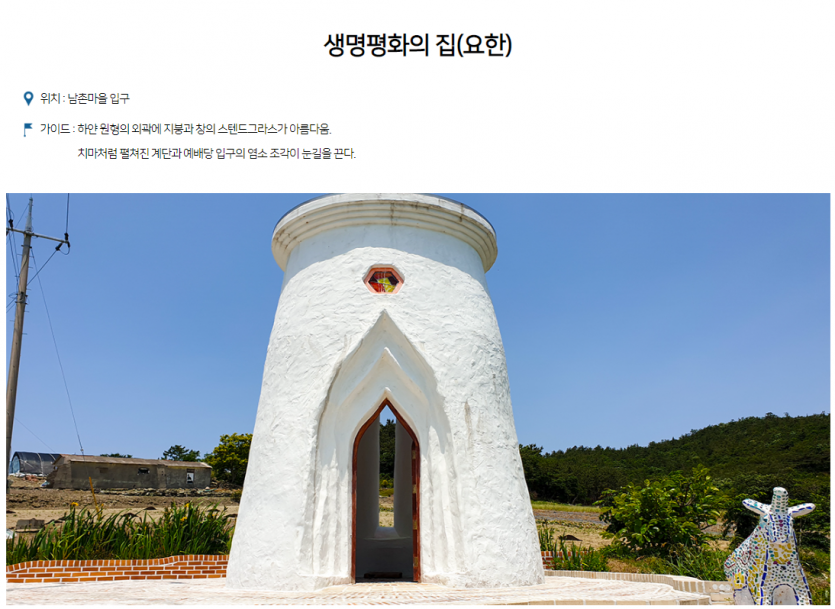 생명평화의 집(요한)
위치 : 남촌마을 입구
가이드 : 하얀 원형의 외곽에 지붕과 창의 스텐드그라스가 아름다움.
치마처럼 펼쳐진 계단과 예배당 입구의 염소 조각이 눈길을 끈다.